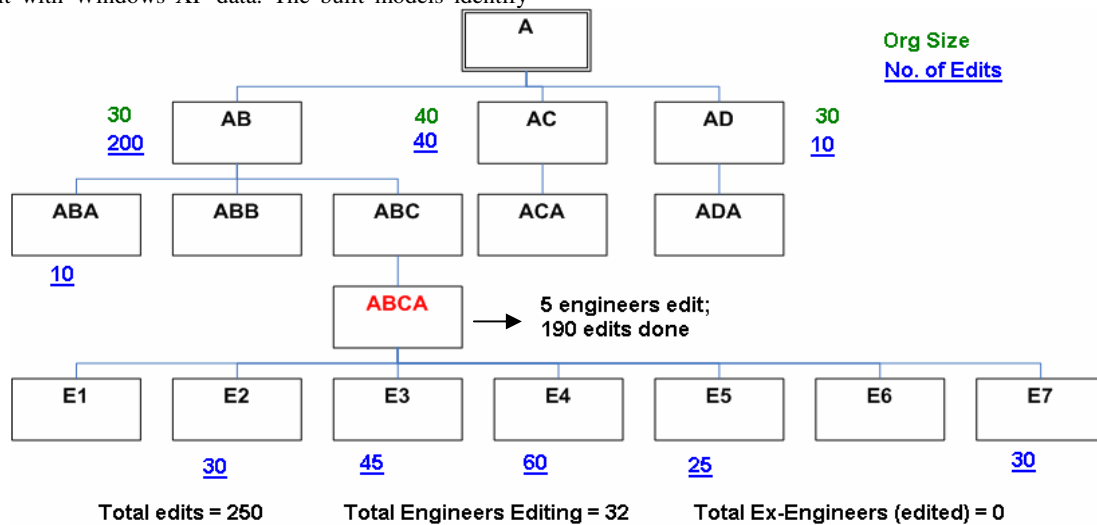 it with Windows XP data. The built models identify
A
Org Size
No. of Edits
30
200
AB
40
40
AC
AD
30
10
ABA
ABB
ABC
ACA
ADA
10
ABCA
5 engineers edit;
190 edits done
E1
E2
E3
E4
E5
E6
E7
30
45
60
25
30
Total edits = 250
Total Engineers Editing = 32
Total Ex-Engineers (edited) = 0